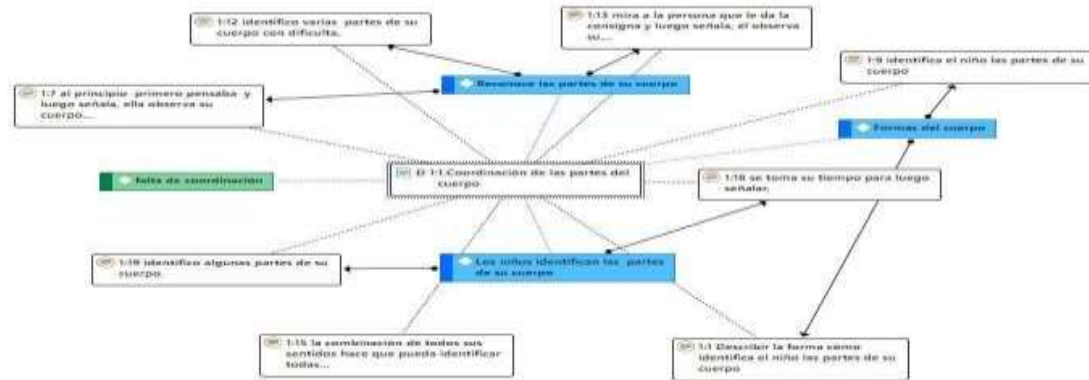 1:12 identifico varias partes de su
cuerpo con dificulta.
1:13 mira a la persona que le da la
consigna y luego señala, el observa
su....
1:9 identifica el niño las partes de su
cuerpo
Reconoce las partes de su cuerpo
1:7 al principio primero pensaba y
luego señala, ella observa su
cuerpo...
Formas del cuerpo
D 1:1.Coordinación de las partes del
cuerpo
falta de coordinación
1:18 se toma su tiempo para luego
señalar,
1:19 identifico algunas partes de su
cuerpo.
Los niños identifican las partes
de su cuerpo
1:15 la combinación de todos sus
sentidos hace que pueda identificar
todas...
1:1 Describir la forma como
identifica el niño las partes de su
cuerpo